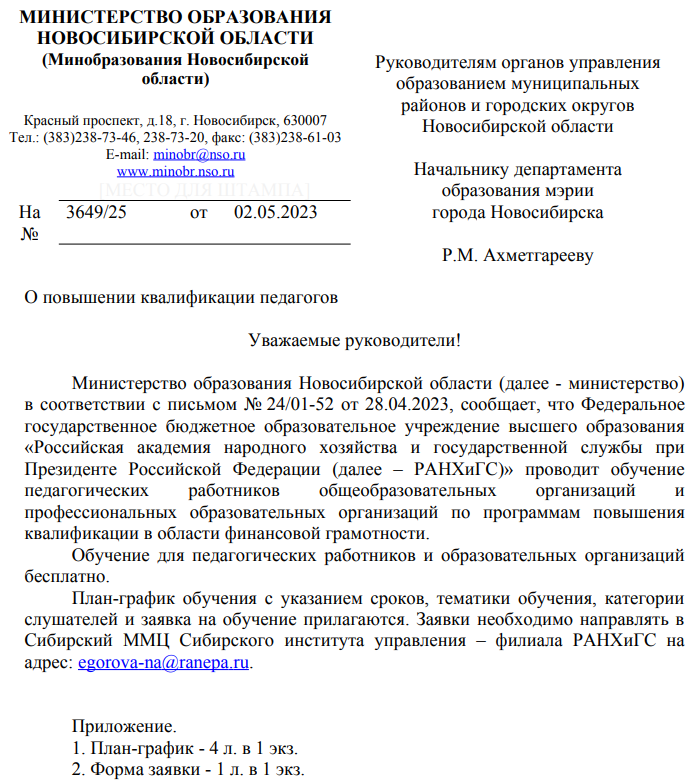 МИНИСТЕРСТВО ОБРАЗОВАНИЯ
НОВОСИБИРСКОЙ ОБЛАСТИ
(Минобразования Новосибирской
области)
Красный проспект, д.18, г. Новосибирск, 630007
Тел.: (383)238-73-46, 238-73-20, факс: (383)238-61-03
E-mail: minobr@nso.ru
www.minobr.nso.ru
[МЕСТО ДЛЯ ШТАМПА]
На 3649/25 от 02.05.2023
№
Руководителям органов управления
образованием муниципальных
районов и городских округов
Новосибирской области
Начальнику департамента
образования мэрии
города Новосибирска
Р.М. Ахметгарееву
О повышении квалификации педагогов
Уважаемые руководители!
Министерство образования Новосибирской области (далее - министерство)
в соответствии с письмом № 24/01-52 от 28.04.2023, сообщает, что Федеральное
государственное бюджетное образовательное учреждение высшего образования
«Российская академия народного хозяйства и государственной службы при
Президенте Российской Федерации (далее – РАНХиГС)» проводит обучение
педагогических работников общеобразовательных организаций и
профессиональных образовательных организаций по программам повышения
квалификации в области финансовой грамотности.
Обучение для педагогических работников и образовательных организаций
бесплатно.
План-график обучения с указанием сроков, тематики обучения, категории
слушателей и заявка на обучение прилагаются. Заявки необходимо направлять в
Сибирский ММЦ Сибирского института управления – филиала РАНХиГС на
адрес: egorova-na@ranepa.ru.
Приложение.
1. План-график - 4 л. в 1 экз.
2. Форма заявки - 1 л. в 1 экз.